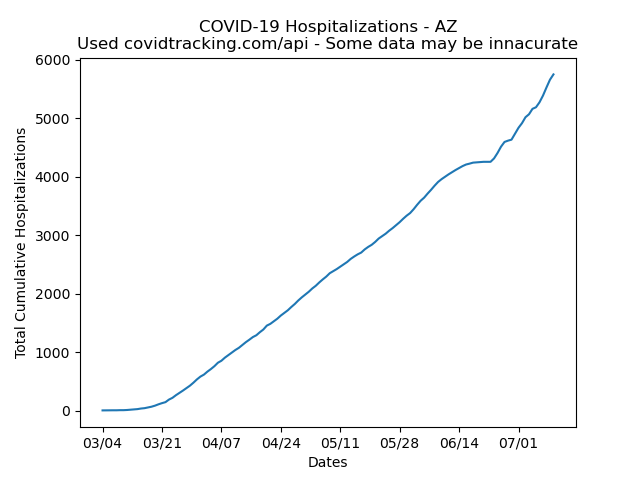 COVID-19 Hospitalizations - AZ
Used covidtracking.com/api - Some data may be innacurate
6000
5000
4000
3000
2000
1000
0
Total Cumulative Hospitalizations
03/04 03/21 04/07 04/24 05/11 05/28 06/14 07/01
Dates